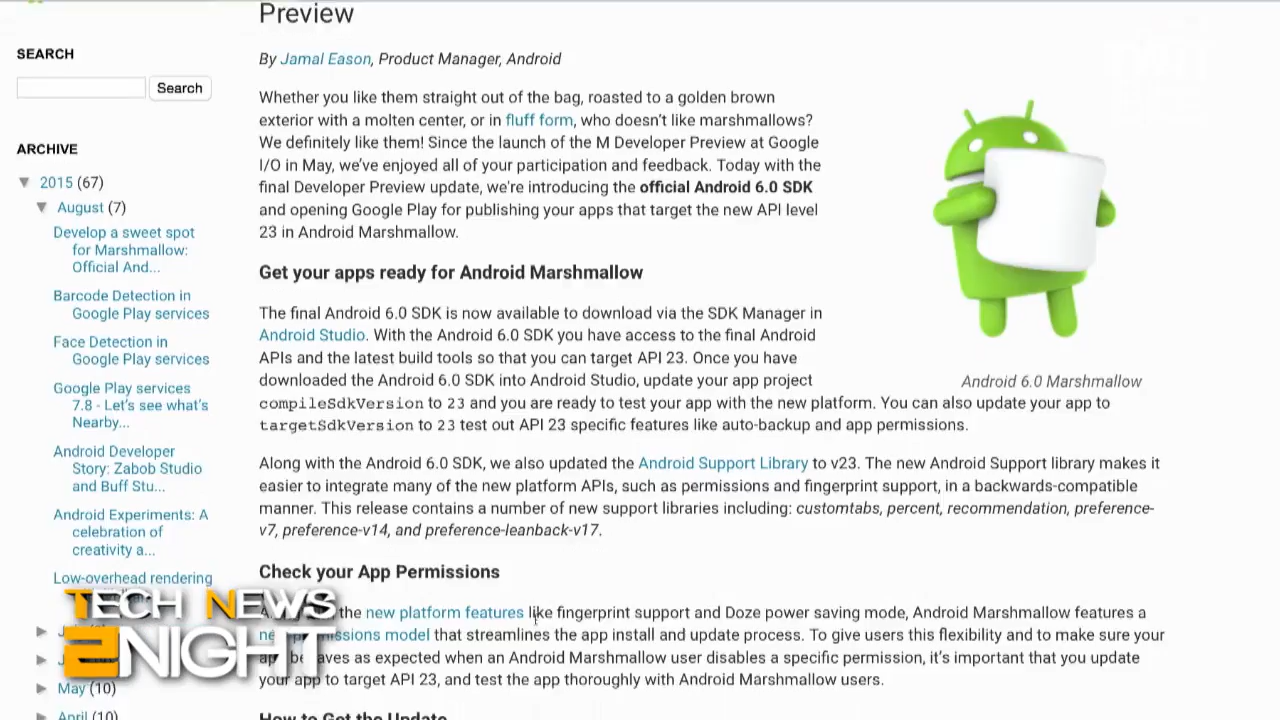 Preview
SEARCH
Search
ARCHIVE
2015 (67)
August (7)
Develop a sweet spot
for Marshmallow:
Official And...
Barcode Detection in
Google Play services
Face Detection in
Google Play services
Google Play services
7.8 - Let's see what's
Nearby...
Android Developer
Story: Zabob Studio
and Buff Stu...
Android Experiments: A
celebration of
creativity a...
Low-overhead rendering
May (10)
April (10)
By Jamal Eason, Product Manager, Android
Whether you like them straight out of the bag, roasted to a golden brown
exterior with a molten center, or in fluff form, who doesn't like marshmallows?
We definitely like them! Since the launch of the M Developer Preview at Google
I/O in May, we've enjoyed all of your participation and feedback. Today with the
final Developer Preview update, we're introducing the official Android 6.0 SDK
and opening Google Play for publishing your apps that target the new API level
23 in Android Marshmallow.
Get your apps ready for Android Marshmallow
The final Android 6.0 SDK is now available to download via the SDK Manager in
Android Studio. With the Android 6.0 SDK you have access to the final Android
APIs and the latest build tools so that you can target API 23. Once you have
downloaded the Android 6.0 SDK into Android Studio, update your app project
compileSdkVersion to 23 and you are ready to test your app with the new platform. You can also update your app to
targetSdkVersion to 23 test out API 23 specific features like auto-backup and app permissions.
Android 6.0 Marshmallow
Along with the Android 6.0 SDK, we also updated the Android Support Library to v23. The new Android Support library makes it
easier to integrate many of the new platform APIs, such as permissions and fingerprint support, in a backwards-compatible
manner. This release contains a number of new support libraries including: customtabs, percent, recommendation, preference-
v7, preference-v14, and preference-leanback-v17.
Check your App Permissions
the new platform features like fingerprint support and Doze power saving mode, Android Marshmallow features a
model that streamlines the app install and update process. To give users this flexibility and to make sure your
as expected when an Android Marshmallow user disables a specific permission, it's important that you update
your app to target API 23, and test the app thoroughly with Android Marshmallow users.
How to Get the Update
TECH NEWS
2NIGHT